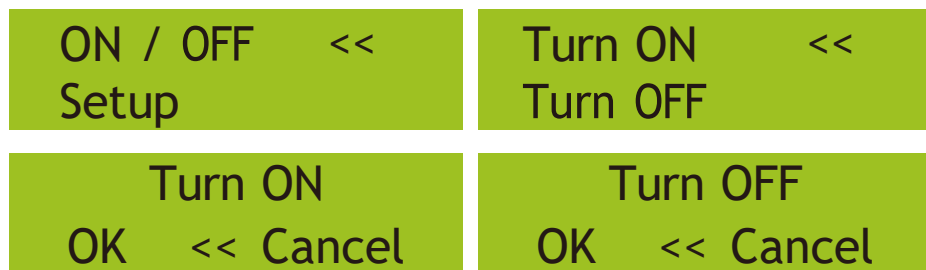 ON / OFF <<
Setup
Turn ON <<
Turn OFF
Turn ON
OK << Cancel
Turn OFF
OK << Cancel